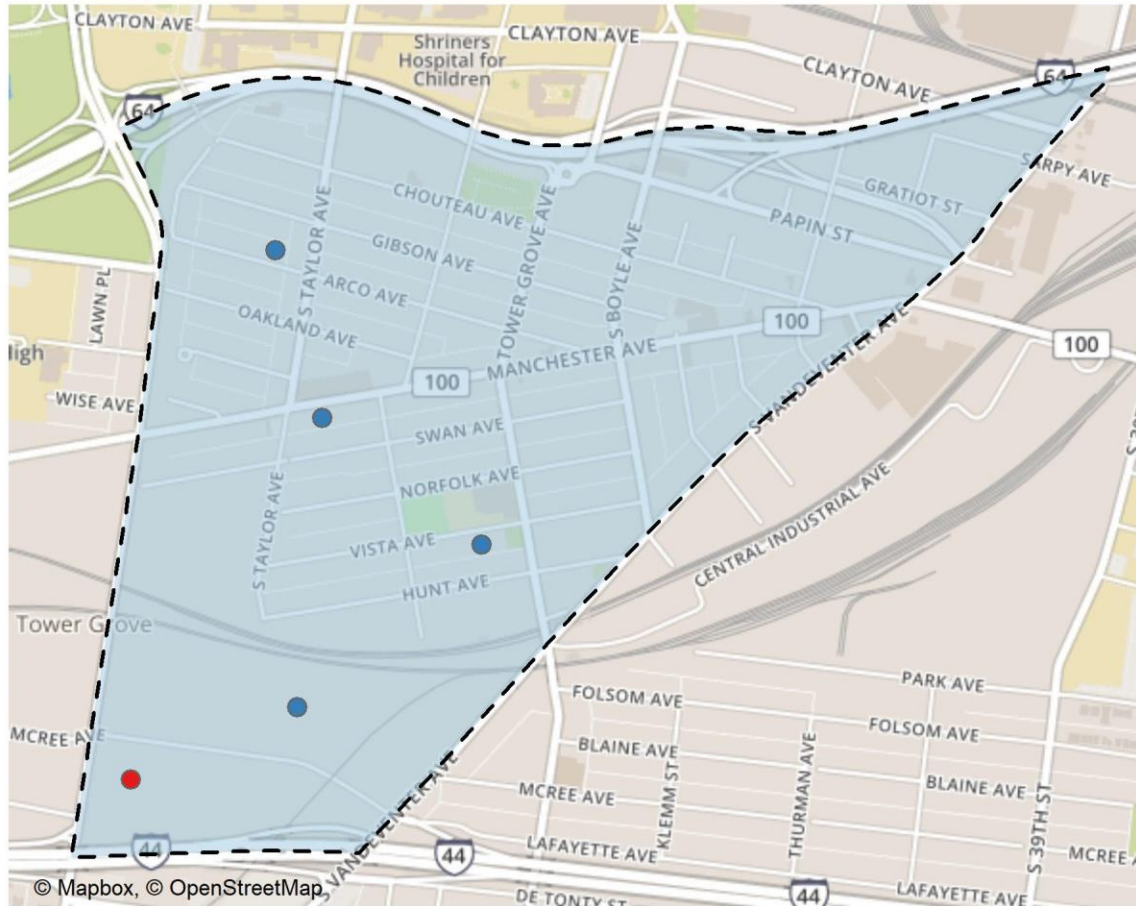 CLAYTON AVE
CLAYTON AVE
Shriners
Hospital for
Children
CLAYTON AVE
64
64
SARPY AVE
GRATIOT ST
CHOUTEAU AVE
PAPIN ST
S TAYLOR AVE
TOWER GROVE AVE
S BOYLE AVE
GIBSON AVE
ARCO AVE
OAKLAND AVE
LAWN PL
High
100
MANCHESTER AVE
S VANDEVENTER AVE
100
100
WISE AVE
SWAN AVE
NORFOLK AVE
S TAYLOR AVE
VISTA AVE
HUNT AVE
CENTRAL INDUSTRIAL AVE
Tower Grove
PARK AVE
FOLSOM AVE
FOLSOM AVE
MCREE AVE
BLAINE AVE
BLAINE AVE
KLEMM ST
THURMAN AVE
S 39TH ST
MCREE AVE
S VANDEVENTER AVE
44
44
LAFAYETTE AVE
MCREE A
44
LAFAYETTE AVE
DE TONTY ST
© Mapbox, © OpenStreetMap